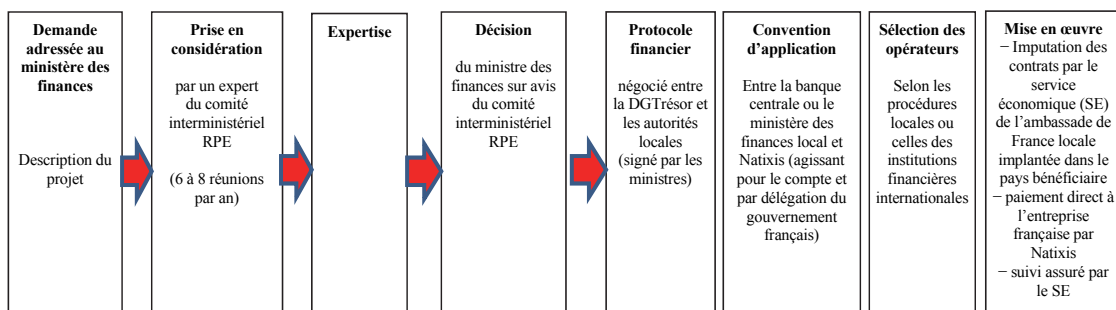 Demande
adressée au
ministère des
finances
Description du
projet
Prise en
considération
par un expert
du comité
interministériel
RPE
(6 à 8 réunions
par an)
Expertise
Décision
du ministre des
finances sur avis
du comité
interministériel
RPE
Protocole
financier
négocié entre
la DGTrésor et
les autorités
locales
(signé par les
ministres)
Convention
d’application
Entre la banque
centrale ou le
ministère des
finances local et
Natixis (agissant
pour le compte et
par délégation du
gouvernement
français)
Sélection des
opérateurs
Selon les
procédures
locales ou
celles des
institutions
financières
internationales
Mise en œuvre
− Imputation des
contrats par le
service
économique (SE)
de l’ambassade de
France locale
implantée dans le
pays bénéficiaire
− paiement direct à
l’entreprise
française par
Natixis
− suivi assuré par
le SE